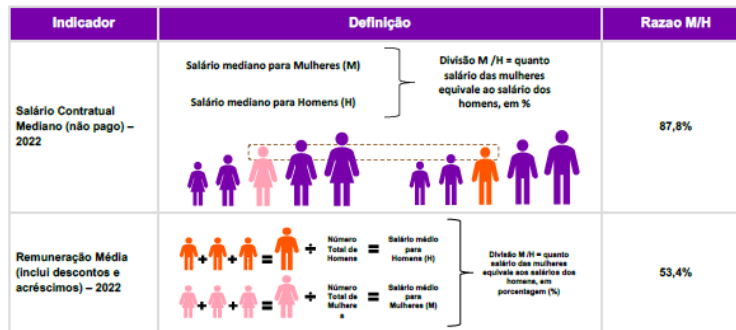 Indicador
Definição
Razao M/H
Salário Contratual
Mediano (não pago) –
2022
Salário mediano para Mulheres (M)
Salário mediano para Homens (H)
Divisão M /H = quanto
salário das mulheres
equivale ao salário dos
homens, em %
87,8%
Remuneração Média
(inclui descontos e
acréscimos) – 2022
+ + = ÷
Número
Total de
Homens
=
Salário médio
para
Homens (H)
+ + = ÷
Número
Total de
Mulhere
s
=
Salário médio
para
Mulheres (M)
Divisão M/H = quanto
salário das mulheres
equivale aos salários dos
homens, em
porcentagem (%)
53,4%